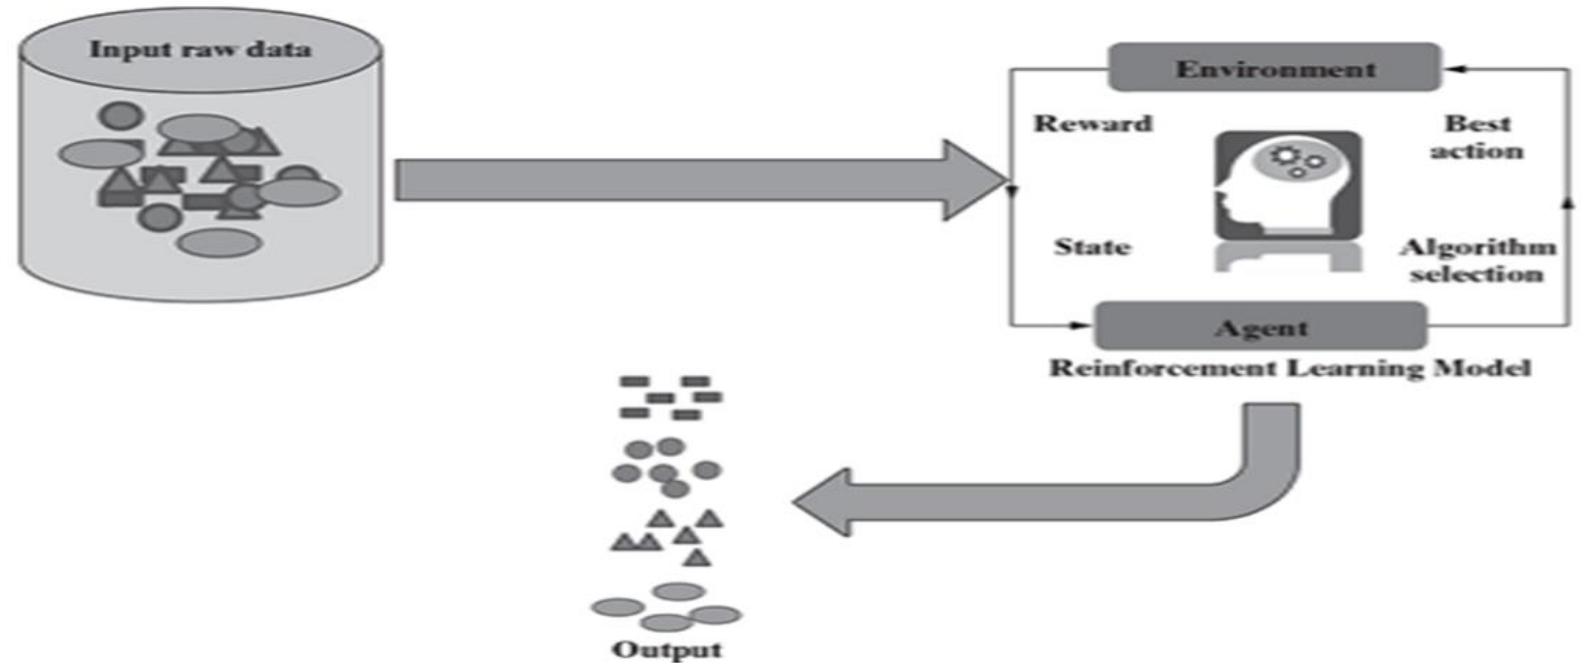 Input raw data
Environment
Reward
Best
action
State
Algorithm
selection
Agent
Reinforcement Learning Model
Output